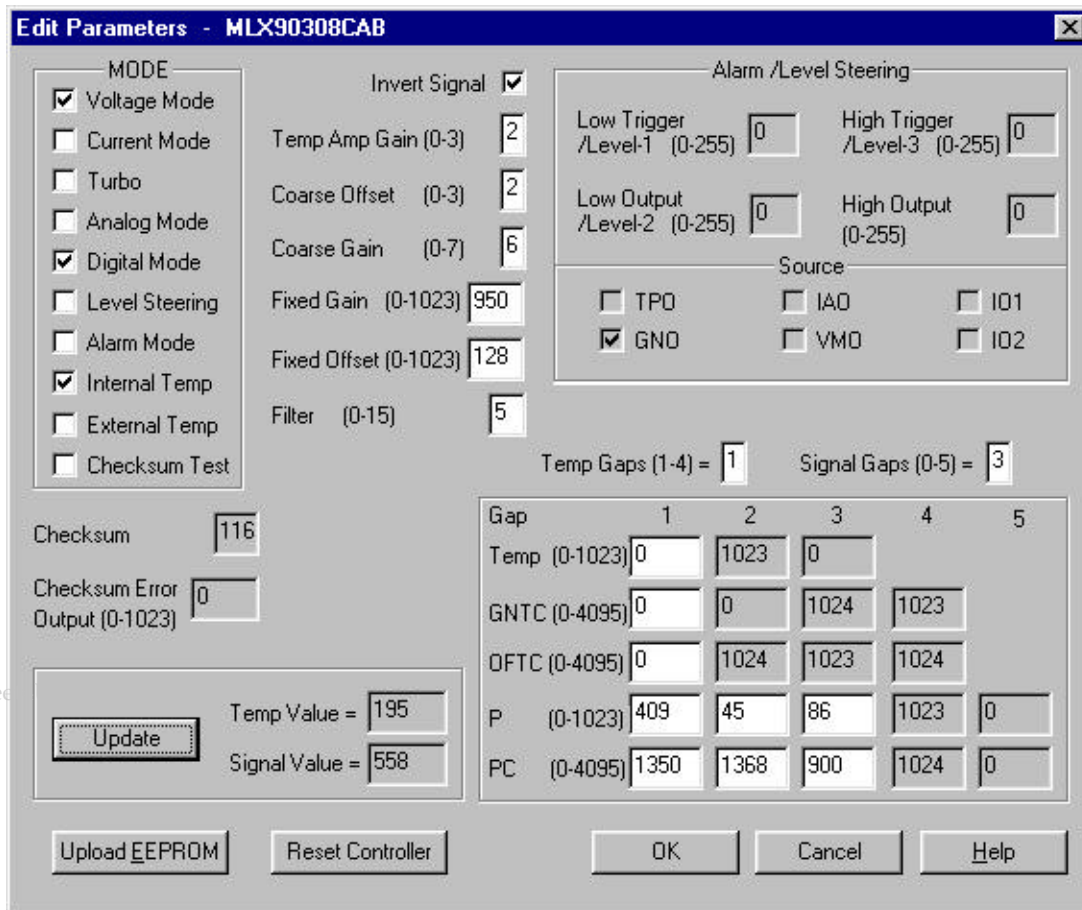 Edit Parameters - MLX90308CAB
MODE
Voltage Mode
Current Mode
Turbo
Analog Mode
Digital Mode
Level Steering
Alarm Mode
Internal Temp
External Temp
Checksum Test
Invert Signal
Temp Amp Gain (0-3) 2
Coarse Offset (0-3) 2
Coarse Gain (0-7) 6
Fixed Gain (0-1023) 950
Fixed Offset (0-1023) 128
Filter (0-15) 5
Alarm /Level Steering
Low Trigger
/Level-1 (0-255) 0
High Trigger
/Level-3 (0-255) 0
Low Output
/Level-2 (0-255) 0
High Output
(0-255) 0
Source
TPO IAO IO1
GNO VMO IO2
Temp Gaps (1-4) = 1 Signal Gaps (0-5) = 3
Checksum 116
Checksum Error
Output (0-1023) 0
Gap 1 2 3 4 5
Temp (0-1023) 0 1023 0
GNTC (0-4095) 0 0 1024 1023
OFTC (0-4095) 0 1024 1023 1024
P (0-1023) 409 45 86 1023 0
PC (0-4095) 1350 1368 900 1024 0
Update
Temp Value = 195
Signal Value = 558
Upload EEPROM Reset Controller OK Cancel Help